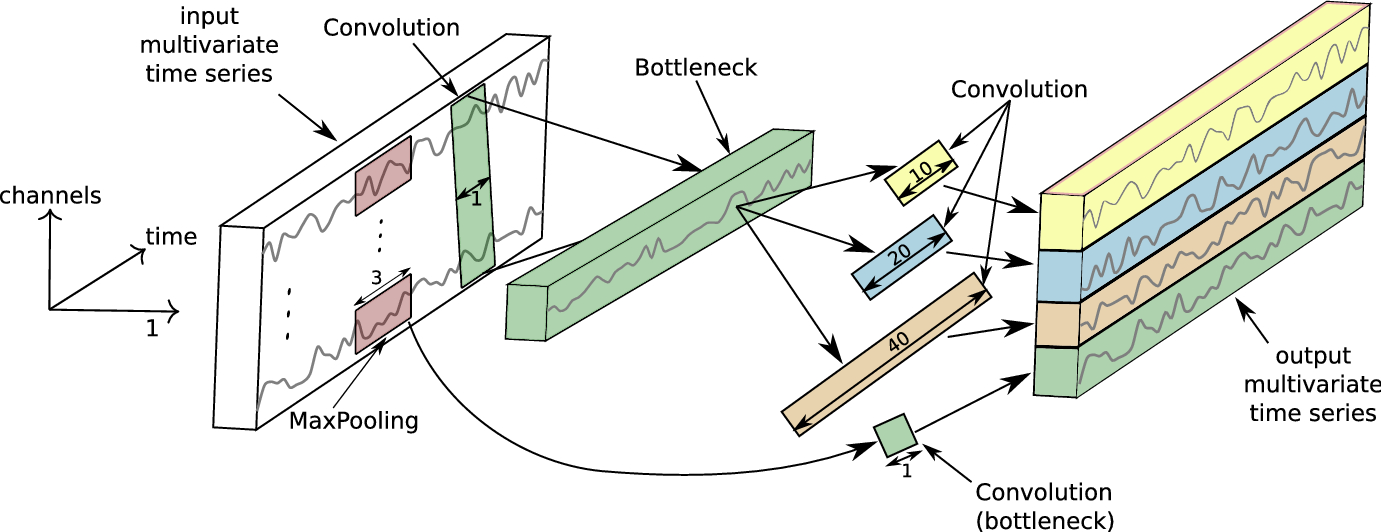 input
multivariate
time series
Convolution
Bottleneck
Convolution
channels
time
1
3
1
10
20
40
MaxPooling
1
Convolution
(bottleneck)
output
multivariate
time series